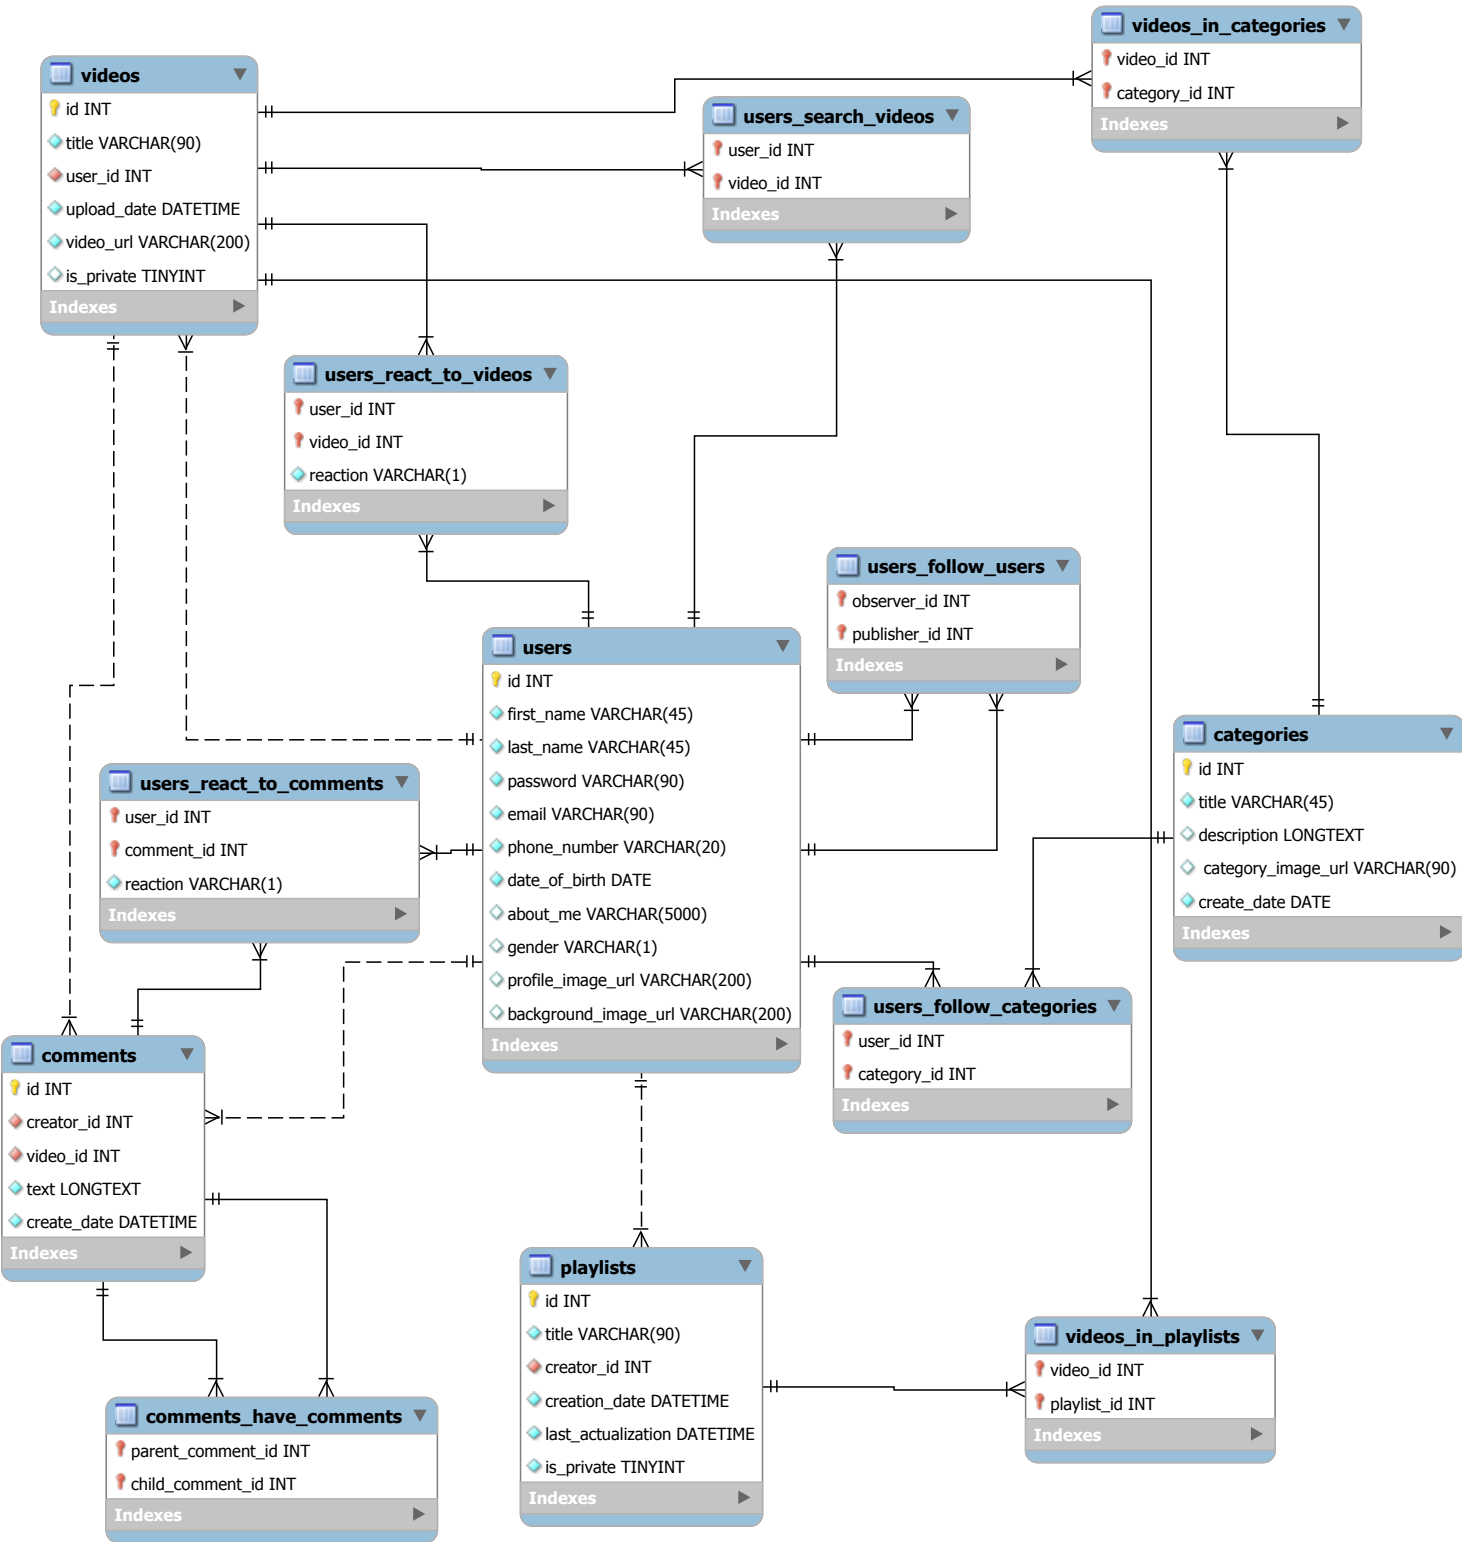 videos
id INT
title VARCHAR(90)
user_id INT
upload_date DATETIME
video_url VARCHAR(200)
is_private TINYINT
Indexes
videos_in_categories
video_id INT
category_id INT
Indexes
users_search_videos
user_id INT
video_id INT
Indexes
users_react_to_videos
user_id INT
video_id INT
reaction VARCHAR(1)
Indexes
users_follow_users
observer_id INT
publisher_id INT
Indexes
users
id INT
first_name VARCHAR(45)
last_name VARCHAR(45)
password VARCHAR(90)
email VARCHAR(90)
phone_number VARCHAR(20)
date_of_birth DATE
about_me VARCHAR(5000)
gender VARCHAR(1)
profile_image_url VARCHAR(200)
background_image_url VARCHAR(200)
Indexes
categories
id INT
title VARCHAR(45)
description LONGTEXT
category_image_url VARCHAR(90)
create_date DATE
Indexes
users_react_to_comments
user_id INT
comment_id INT
reaction VARCHAR(1)
Indexes
users_follow_categories
user_id INT
category_id INT
Indexes
comments
id INT
creator_id INT
video_id INT
text LONGTEXT
create_date DATETIME
Indexes
playlists
id INT
title VARCHAR(90)
creator_id INT
creation_date DATETIME
last_actualization DATETIME
is_private TINYINT
Indexes
videos_in_playlists
video_id INT
playlist_id INT
Indexes
comments_have_comments
parent_comment_id INT
child_comment_id INT
Indexes